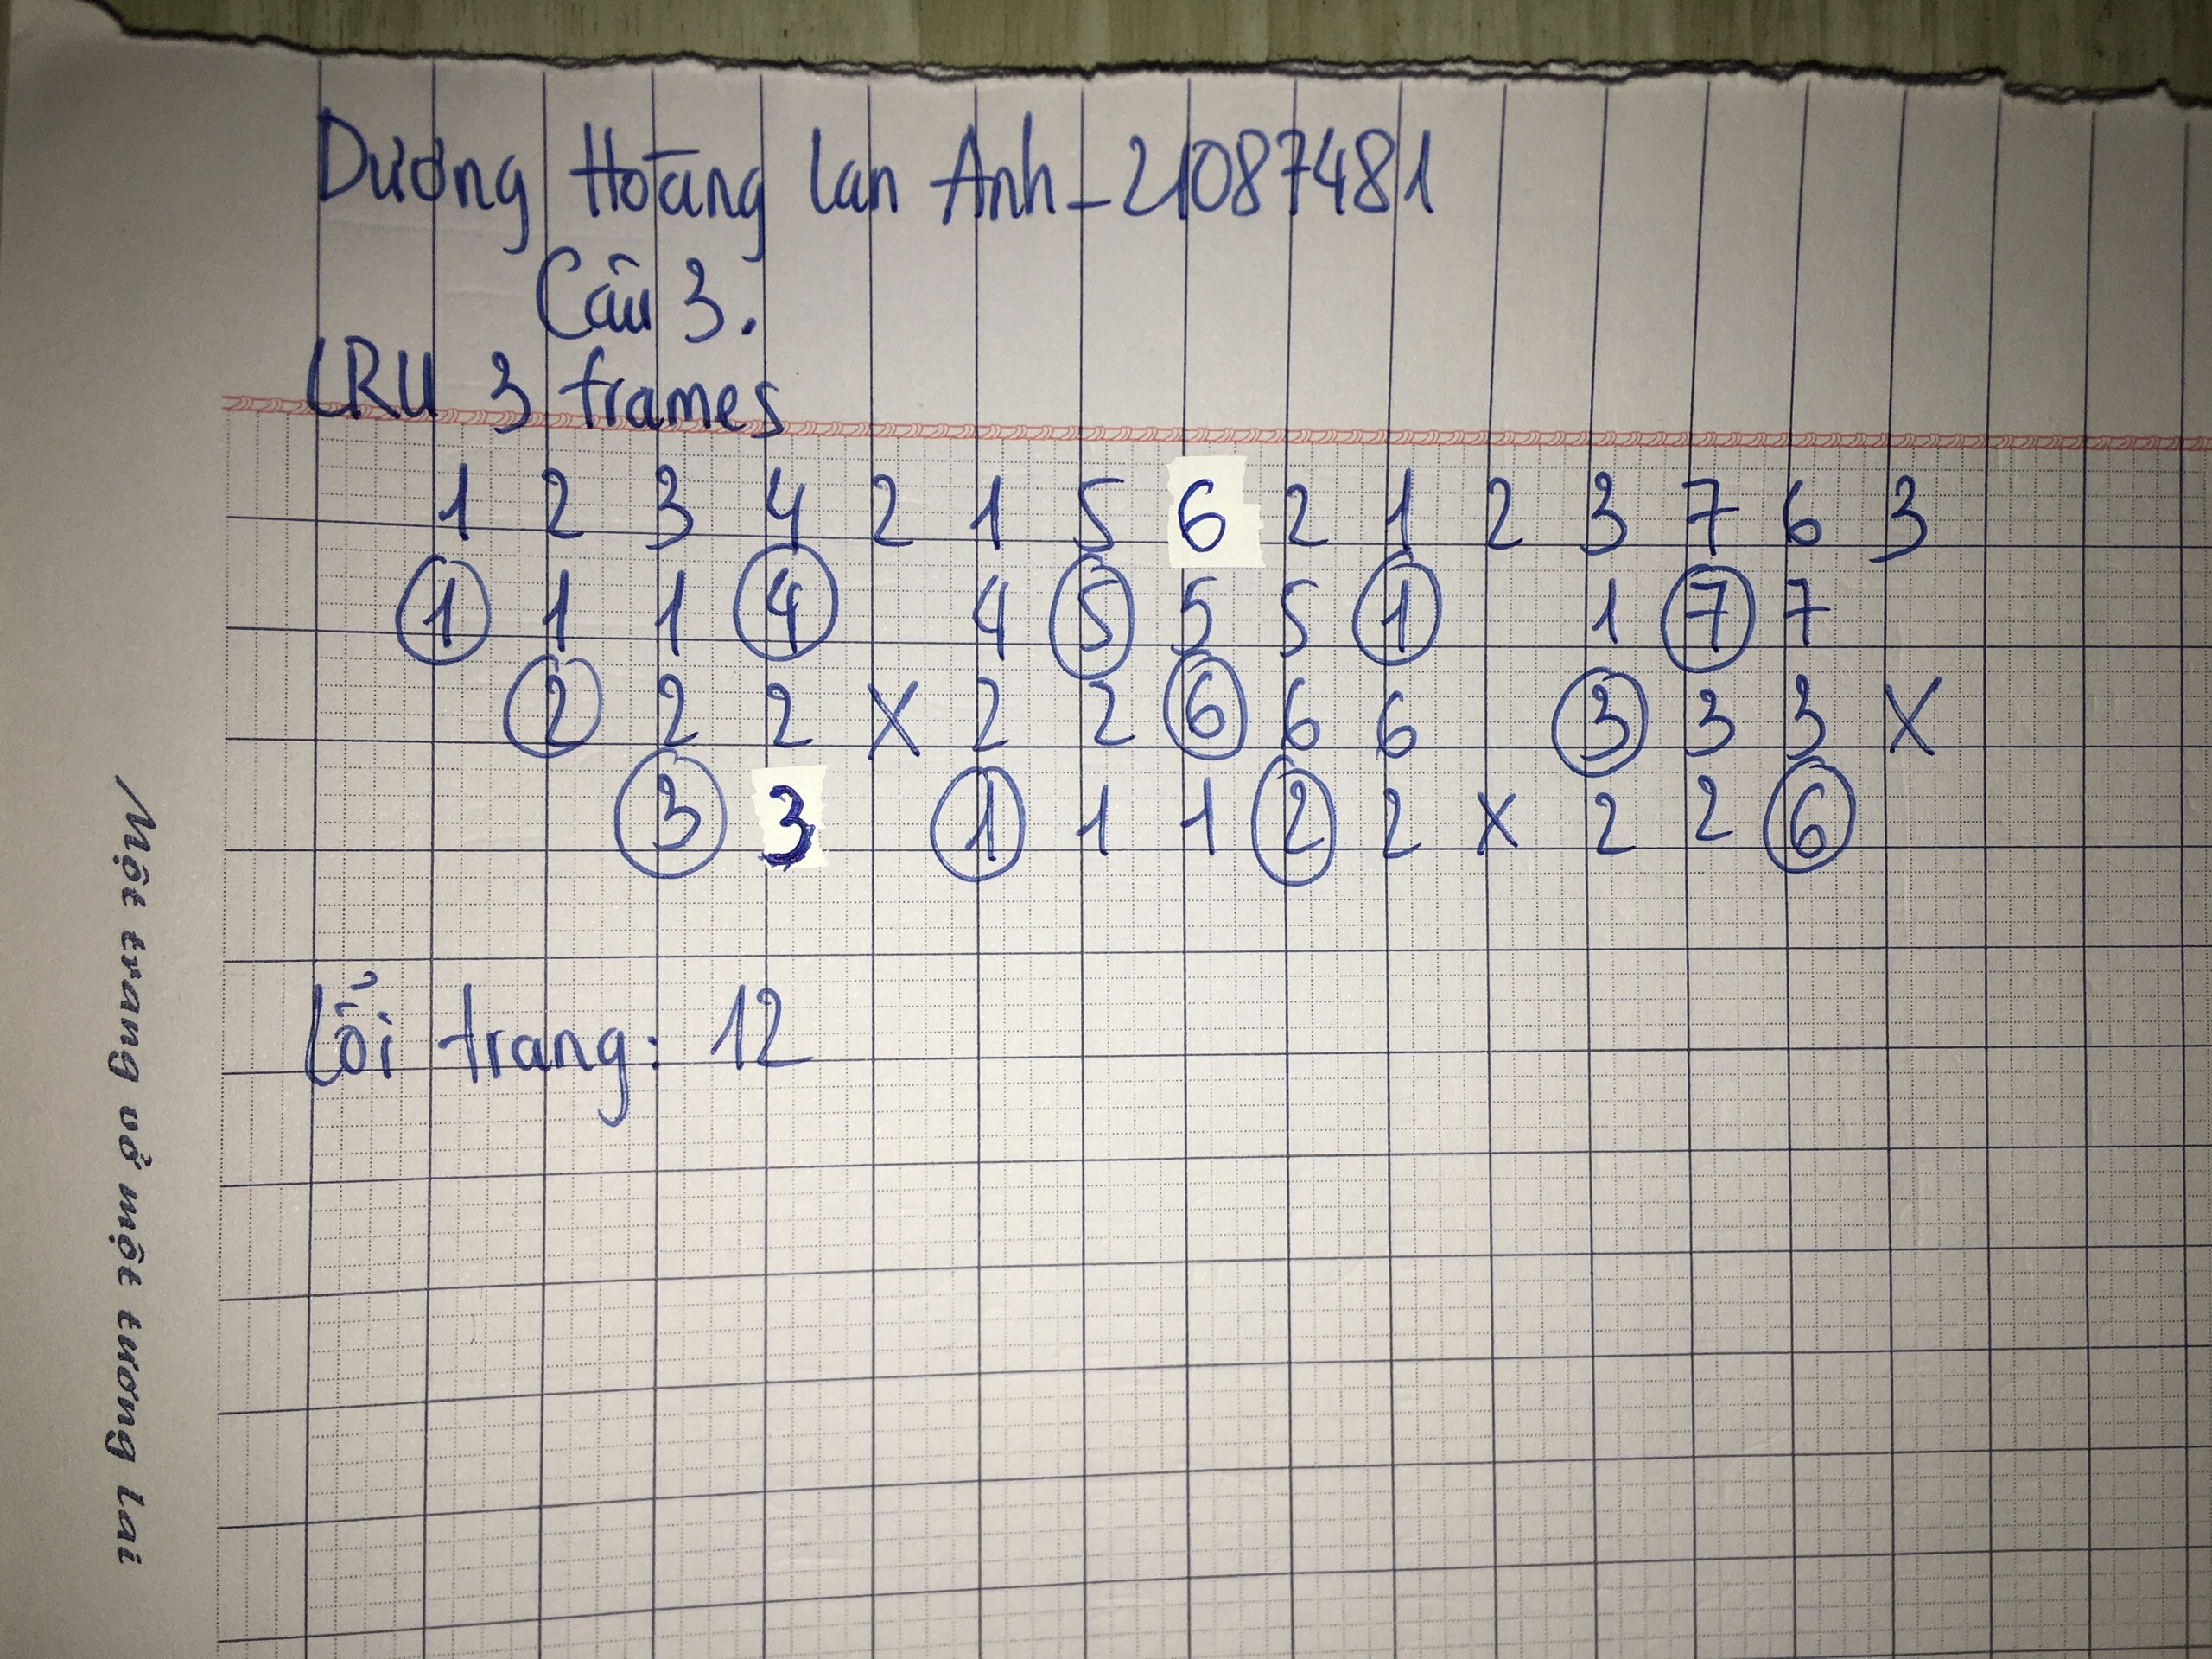 Dương Hoàng Lan Anh - 21087481
Câu 3.
LRU 3 frames
1 2 3 4 2 1 5 6 2 1 2 3 7 6 3
1 1 1 4 4 5 5 5 1 1 7 7
2 2 2 X 2 2 6 6 6 3 3 3 X
3 3 1 1 1 2 2 X 2 2 6
Lỗi trang: 12
Một trang vở một tương lai